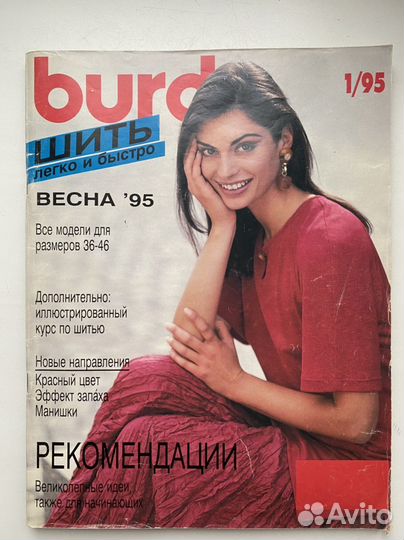 burd
1/95
ШИТЬ
легко и быстро
ВЕСНА '95
Все модели для
размеров 36-46
Дополнительно:
иллюстрированный
курс по шитью
Новые направления
Красный цвет
Эффект запáха
Манишки
РЕКОМЕНДАЦИИ
Великолепные идеи,
также для начинающих
Avito